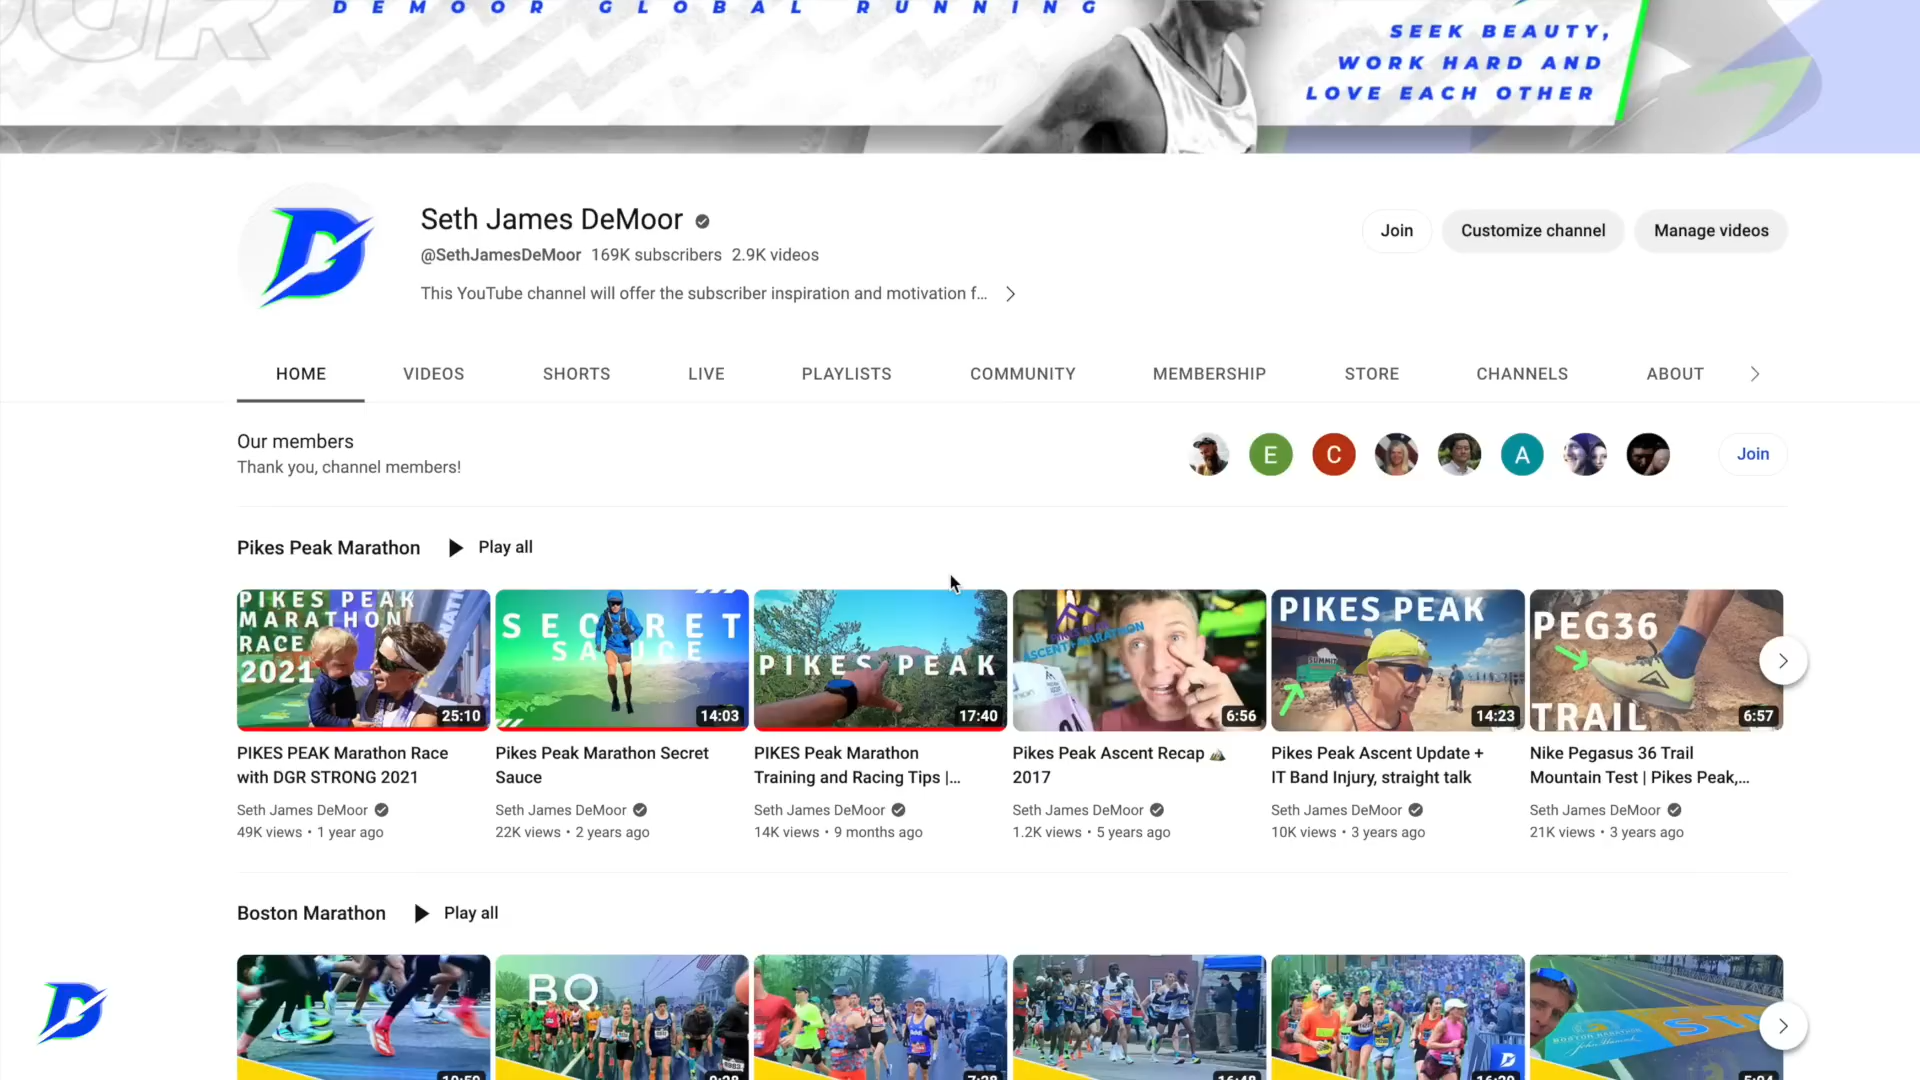 DEMOOR GLOBAL RUNNING
SEEK BEAUTY,
WORK HARD AND
LOVE EACH OTHER
Seth James DeMoor
@SethJamesDeMoor 169K subscribers 2.9K videos
This YouTube channel will offer the subscriber inspiration and motivation f...
Join
Customize channel
Manage videos
HOME
VIDEOS
SHORTS
LIVE
PLAYLISTS
COMMUNITY
MEMBERSHIP
STORE
CHANNELS
ABOUT
Our members
Thank you, channel members!
E
C
A
Join
Pikes Peak Marathon
Play all
PIKES PEAK
MARATHON
RACE
2021
25:10
SECRET
SAUCE
14:03
PIKES PEAK
17:40
6:56
PIKES PEAK
SUMMIT
14:23
PEG36
TRAIL
6:57
PIKES PEAK Marathon Race
with DGR STRONG 2021
Seth James DeMoor
49K views • 1 year ago
Pikes Peak Marathon Secret
Sauce
Seth James DeMoor
22K views • 2 years ago
PIKES Peak Marathon
Training and Racing Tips |...
Seth James DeMoor
14K views • 9 months ago
Pikes Peak Ascent Recap 🏔️
2017
Seth James DeMoor
1.2K views • 5 years ago
Pikes Peak Ascent Update +
IT Band Injury, straight talk
Seth James DeMoor
10K views • 3 years ago
Nike Pegasus 36 Trail
Mountain Test | Pikes Peak,...
Seth James DeMoor
21K views • 3 years ago
Boston Marathon
Play all
BQ